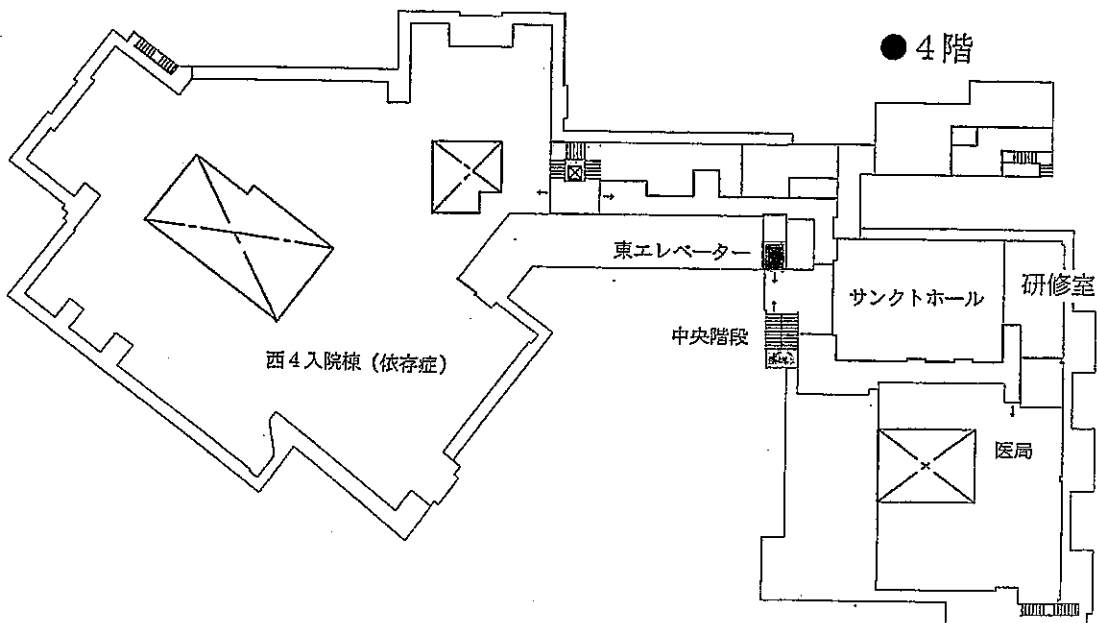 ●4階
東エレベーター
サンクトホール
研修室
中央階段
西4入院棟（依存症）
医局